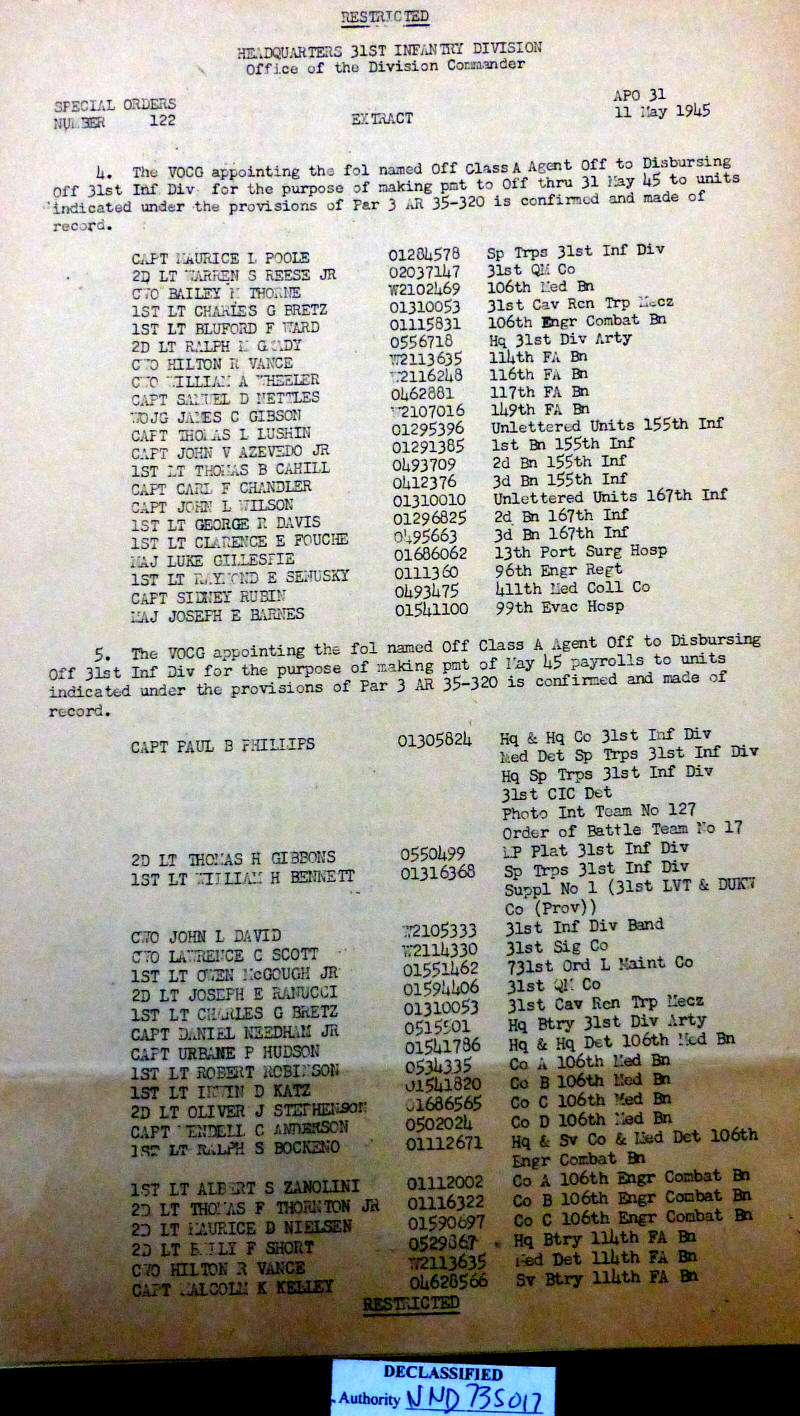 RESTRICTED
HEADQUARTERS 31ST INFANTRY DIVISION
Office of the Division Commander
SPECIAL ORDERS
NUMBER 122
EXTRACT
APO 31
11 May 1945
4. The VOCG appointing the fol named Off Class A Agent Off to Disbursing
Off 31st Inf Div for the purpose of making pmt to Off thru 31 May 45 to units
indicated under the provisions of Par 3 AR 35-320 is confirmed and made of
record.
CAPT MAURICE L POOLE 01284578 Sp Trps 31st Inf Div
2D LT WARREN S REESE JR 02037147 31st QM Co
CWO BAILEY M THORNE W2102469 106th Med Bn
1ST LT CHARLES G BRETZ 01310053 31st Cav Rcn Trp Mecz
1ST LT BLUFORD F WARD 01115831 106th Engr Combat Bn
2D LT RALPH M GRADY 0556718 Hq 31st Div Arty
CWO HILTON R VANCE W2113635 114th FA Bn
CWO WILLIAM A WHEELER W2116248 116th FA Bn
CAPT SAMUEL D NETTLES 0462881 117th FA Bn
WOJG JAMES C GIBSON W2107016 149th FA Bn
CAPT THOMAS L LUSHIN 01295396 Unlettered Units 155th Inf
CAPT JOHN V AZEVEDO JR 01291385 1st Bn 155th Inf
1ST LT THOMAS B CAHILL 0493709 2d Bn 155th Inf
CAPT CARL F CHANDLER 0412376 3d Bn 155th Inf
CAPT JOHN L WILSON 01310010 Unlettered Units 167th Inf
1ST LT GEORGE R DAVIS 01296825 2d Bn 167th Inf
1ST LT CLARENCE E FOUCHE 0495663 3d Bn 167th Inf
MAJ LUKE GILLESPIE 01686062 13th Port Surg Hosp
1ST LT RAYMOND E SENUSKY 0111360 96th Engr Regt
CAPT SIDNEY RUBIN 0493475 411th Med Coll Co
MAJ JOSEPH E BARNES 01541100 99th Evac Hosp
5. The VOCG appointing the fol named Off Class A Agent Off to Disbursing
Off 31st Inf Div for the purpose of making pmt of May 45 payrolls to units
indicated under the provisions of Par 3 AR 35-320 is confirmed and made of
record.
CAPT PAUL B PHILLIPS 01305824 Hq & Hq Co 31st Inf Div
Med Det Sp Trps 31st Inf Div
Hq Sp Trps 31st Inf Div
31st CIC Det
Photo Int Team No 127
Order of Battle Team No 17
2D LT THOMAS H GIBBONS 0550499 MP Plat 31st Inf Div
1ST LT WILLIAM H BENNETT 01316368 Sp Trps 31st Inf Div
Suppl No 1 (31st LVT & DUKW
Co (Prov))
CWO JOHN L DAVID W2105333 31st Inf Div Band
CWO LAWRENCE C SCOTT W2114330 31st Sig Co
1ST LT OWEN McGOUGH JR 01551462 731st Ord L Maint Co
2D LT JOSEPH E RANUCCI 01594406 31st QM Co
1ST LT CHARLES G BRETZ 01310053 31st Cav Rcn Trp Mecz
CAPT DANIEL NEEDHAM JR 0515501 Hq Btry 31st Div Arty
CAPT URBANE P HUDSON 01541786 Hq & Hq Det 106th Med Bn
1ST LT ROBERT ROBINSON 0534335 Co A 106th Med Bn
1ST LT IRWIN D KATZ 01541820 Co B 106th Med Bn
2D LT OLIVER J STEPHENSON 01686565 Co C 106th Med Bn
CAPT WENDELL C ANDERSON 0502024 Co D 106th Med Bn
1ST LT RALPH S BOCKENO 01112671 Hq & Sv Co & Med Det 106th
Engr Combat Bn
1ST LT ALBERT S ZANOLINI 01112002 Co A 106th Engr Combat Bn
2D LT THOMAS F THORNTON JR 01116322 Co B 106th Engr Combat Bn
2D LT MAURICE D NIELSEN 01590697 Co C 106th Engr Combat Bn
2D LT F SHORT 0529867 Hq Btry 114th FA Bn
CWO HILTON R VANCE W2113635 Med Det 114th FA Bn
CAPT MALCOLM K KELLEY 04628566 Sv Btry 114th FA Bn
RESTRICTED
DECLASSIFIED
Authority NND 735017